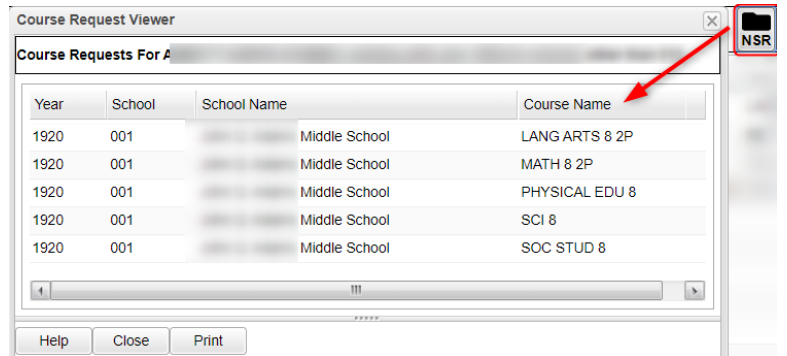 Course Request Viewer
NSR
Course Requests For A
Year School School Name Course Name
1920 001 Middle School LANG ARTS 8 2P
1920 001 Middle School MATH 8 2P
1920 001 Middle School PHYSICAL EDU 8
1920 001 Middle School SCI 8
1920 001 Middle School SOC STUD 8
Help Close Print